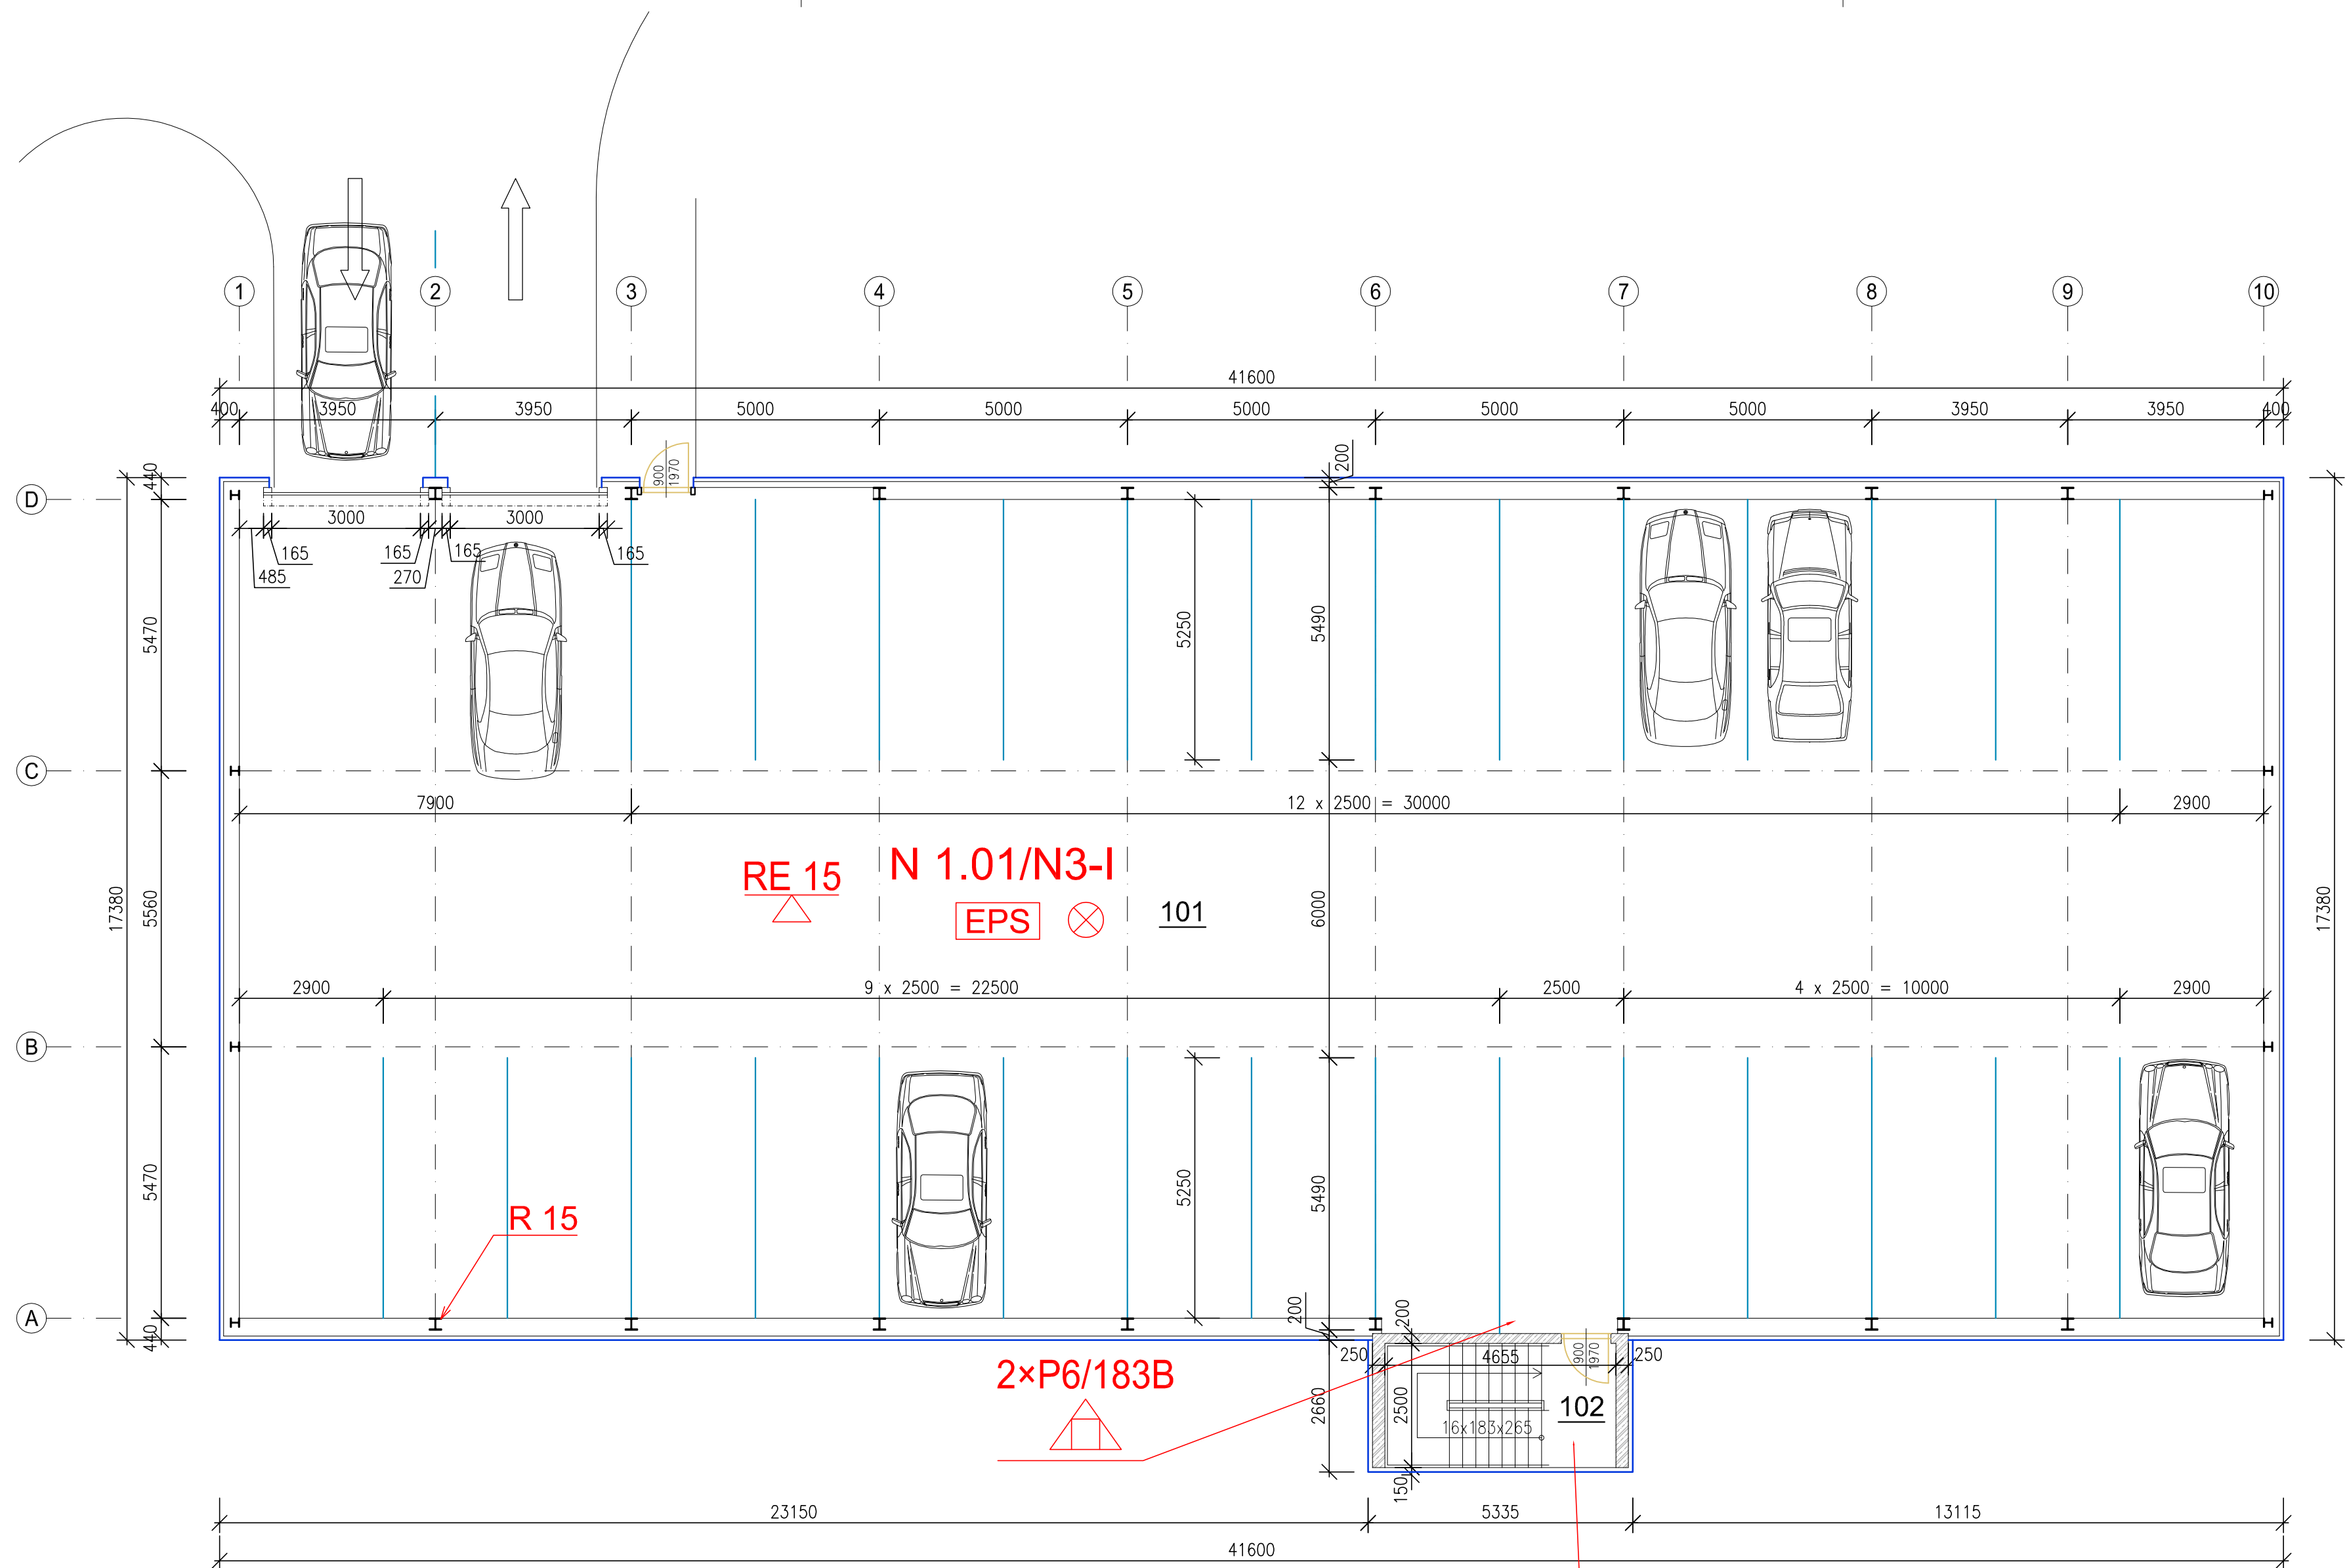 1 2 3 4 5 6 7 8 9 10
41600
400 3950 3950 5000 5000 5000 5000 5000 3950 3950 400
900
1970
200
440
D
3000 3000
165 165 165 165
485 270
5470 5250 5490
17380
C
7900 12 x 2500 = 30000 2900
RE 15 N 1.01/N3-I
EPS 101
5560 6000
17380
2900 9 x 2500 = 22500 2500 4 x 2500 = 10000 2900
B
5470 5250 5490
R 15
A
440
200 200
250 4655 900 250
1970
2×P6/183B
2660 2500 102
16x183x265
150
23150 5335 13115
41600